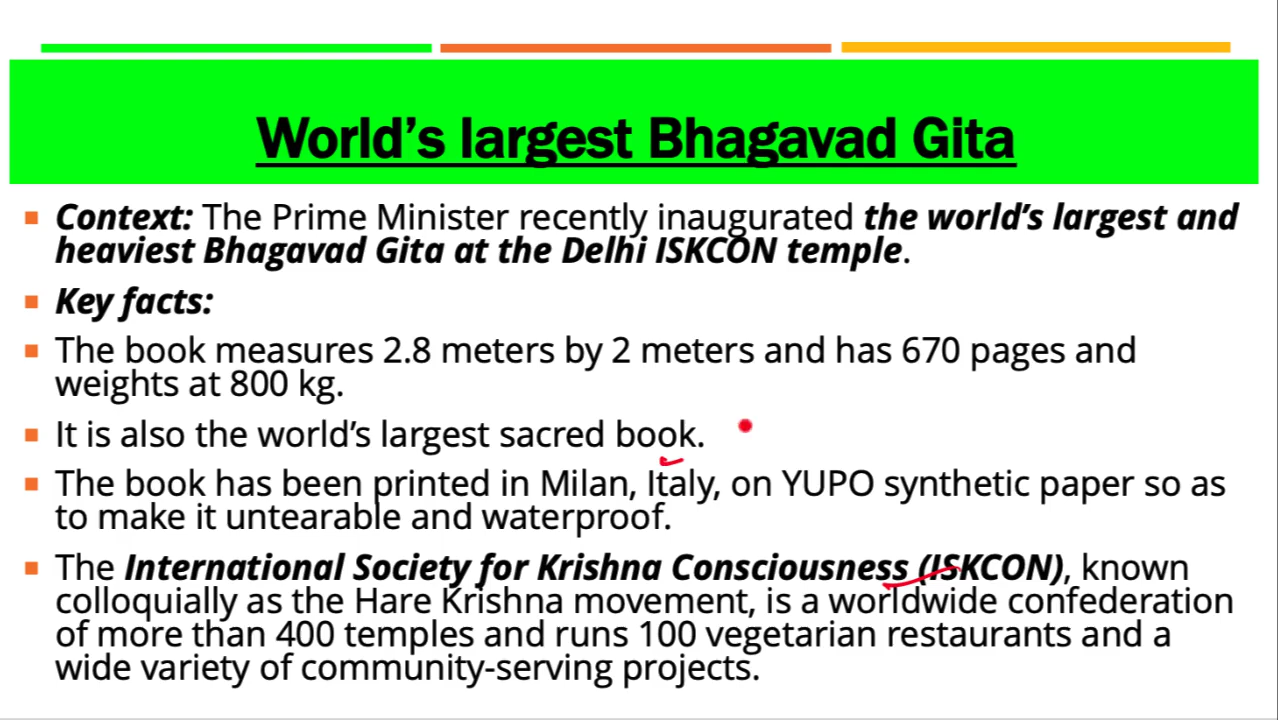 World’s largest Bhagavad Gita
Context: The Prime Minister recently inaugurated the world’s largest and
heaviest Bhagavad Gita at the Delhi ISKCON temple.
Key facts:
The book measures 2.8 meters by 2 meters and has 670 pages and
weights at 800 kg.
It is also the world’s largest sacred book.
The book has been printed in Milan, Italy, on YUPO synthetic paper so as
to make it untearable and waterproof.
The International Society for Krishna Consciousness (ISKCON), known
colloquially as the Hare Krishna movement, is a worldwide confederation
of more than 400 temples and runs 100 vegetarian restaurants and a
wide variety of community-serving projects.